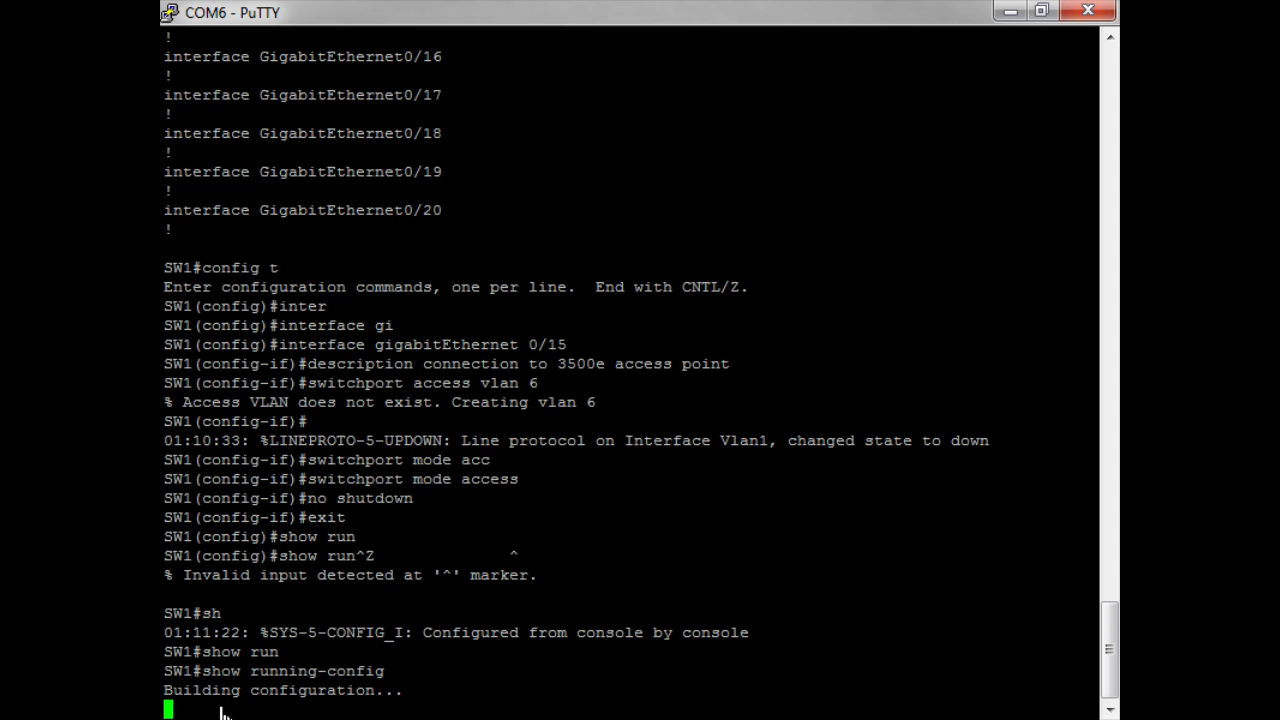 COM6 - PuTTY
!
interface GigabitEthernet0/16
!
interface GigabitEthernet0/17
!
interface GigabitEthernet0/18
!
interface GigabitEthernet0/19
!
interface GigabitEthernet0/20
!
SW1#config t
Enter configuration commands, one per line.  End with CNTL/Z.
SW1(config)#inter
SW1(config)#interface gi
SW1(config)#interface gigabitEthernet 0/15
SW1(config-if)#description connection to 3500e access point
SW1(config-if)#switchport access vlan 6
% Access VLAN does not exist. Creating vlan 6
SW1(config-if)#
01:10:33: %LINEPROTO-5-UPDOWN: Line protocol on Interface Vlan1, changed state to down
SW1(config-if)#switchport mode acc
SW1(config-if)#switchport mode access
SW1(config-if)#no shutdown
SW1(config-if)#exit
SW1(config)#show run
SW1(config)#show run^Z              ^
% Invalid input detected at '^' marker.
SW1#sh
01:11:22: %SYS-5-CONFIG_I: Configured from console by console
SW1#show run
SW1#show running-config
Building configuration...